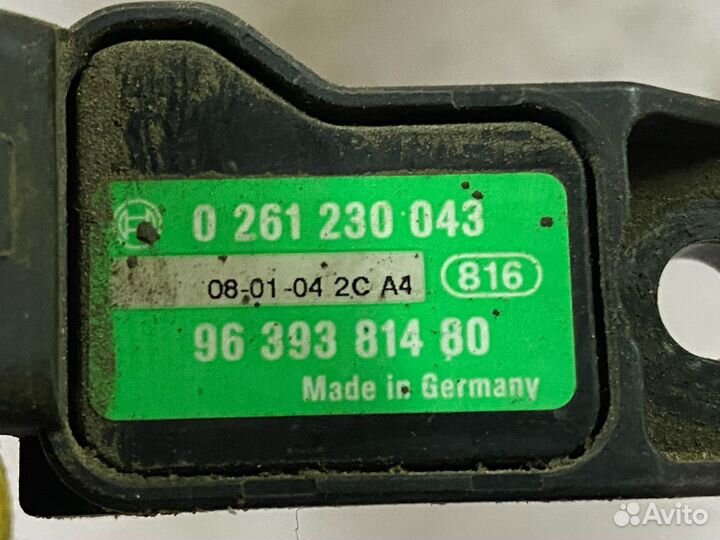 0 261 230 043
08-01-04 2C A4
816
96 393 814 80
Made in Germany
Avito